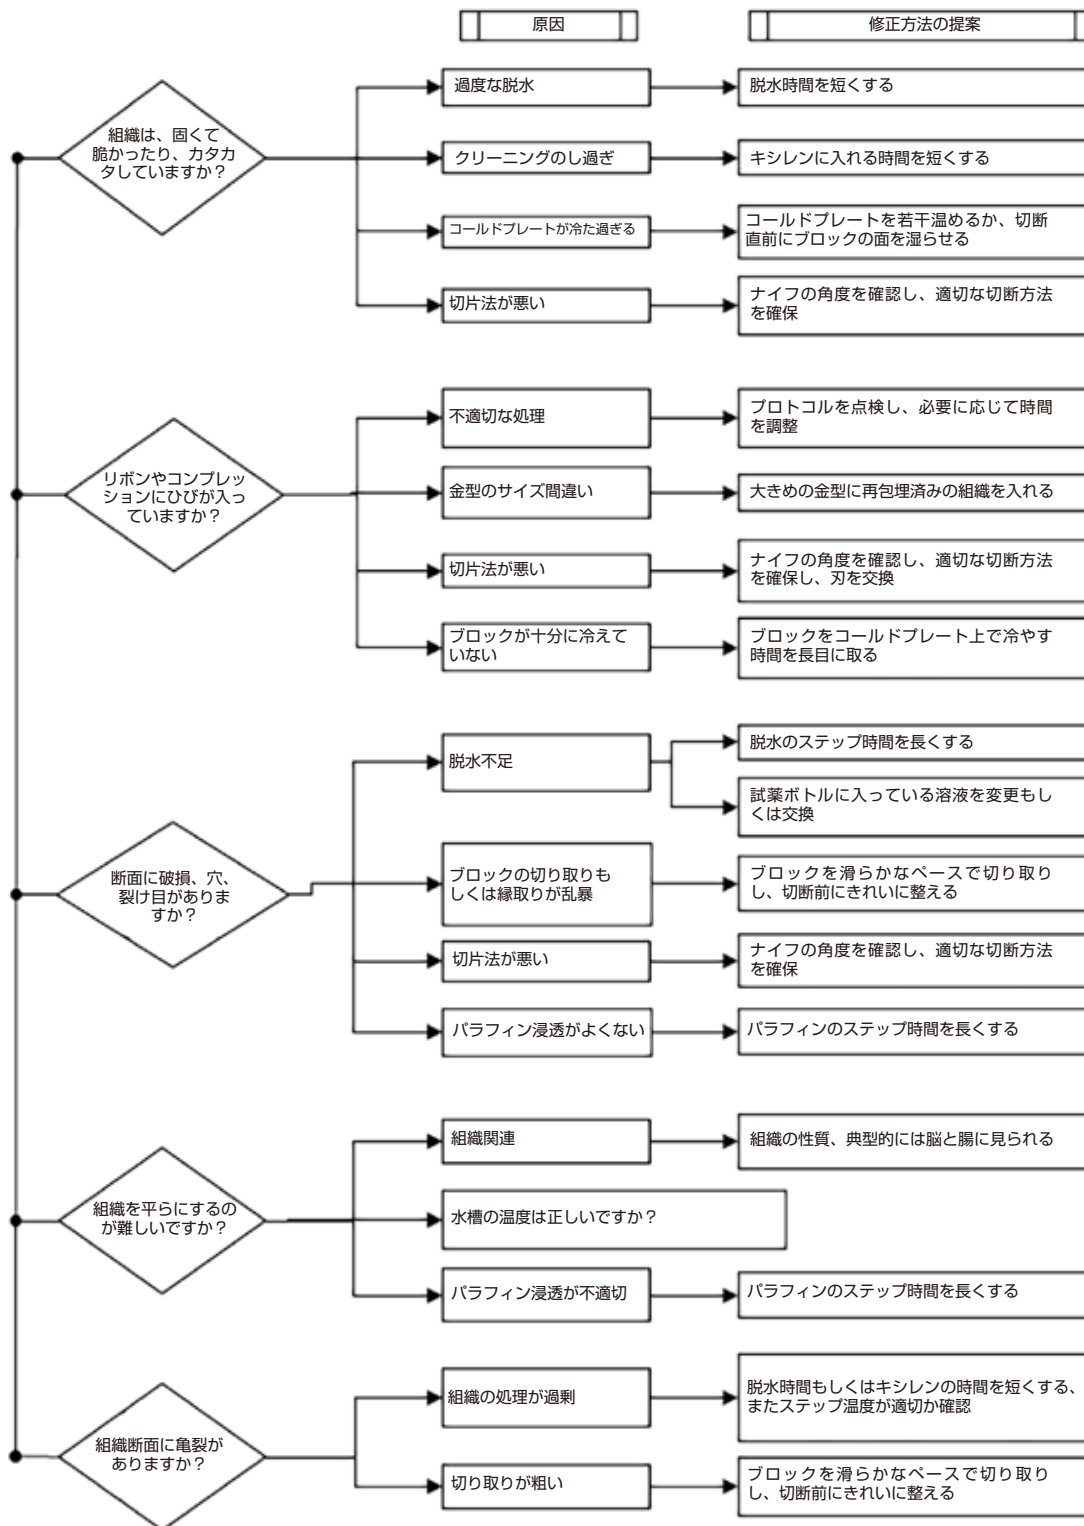 原因
修正方法の提案
組織は、固くて
脆かったり、カタカ
タしていますか？
過度な脱水
脱水時間を短くする
クリーニングのし過ぎ
キシレンに入れる時間を短くする
コールドプレートが冷た過ぎる
コールドプレートを若干温めるか、切断
直前にブロックの面を湿らせる
切片法が悪い
ナイフの角度を確認し、適切な切断方法
を確保
リボンやコンプレッ
ションにひびが入っ
ていますか？
不適切な処理
プロトコルを点検し、必要に応じて時間
を調整
金型のサイズ間違い
大きめの金型に再包埋済みの組織を入れる
切片法が悪い
ナイフの角度を確認し、適切な切断方法
を確保し、刃を交換
ブロックが十分に冷えて
いない
ブロックをコールドプレート上で冷やす
時間を長目に取る
断面に破損、穴、
裂け目がありま
すか？
脱水不足
脱水のステップ時間を長くする
試薬ボトルに入っている溶液を変更もし
くは交換
ブロックの切り取りも
しくは縁取りが乱暴
ブロックを滑らかなペースで切り取り
し、切断前にきれいに整える
切片法が悪い
ナイフの角度を確認し、適切な切断方法
を確保
パラフィン浸透がよくない
パラフィンのステップ時間を長くする
組織を平らにするの
が難しいですか？
組織関連
組織の性質、典型的には脳と腸に見られる
水槽の温度は正しいですか？
パラフィン浸透が不適切
パラフィンのステップ時間を長くする
組織断面に亀裂が
ありますか？
組織の処理が過剰
脱水時間もしくはキシレンの時間を短くする、
またステップ温度が適切か確認
切り取りが粗い
ブロックを滑らかなペースで切り取り
し、切断前にきれいに整える